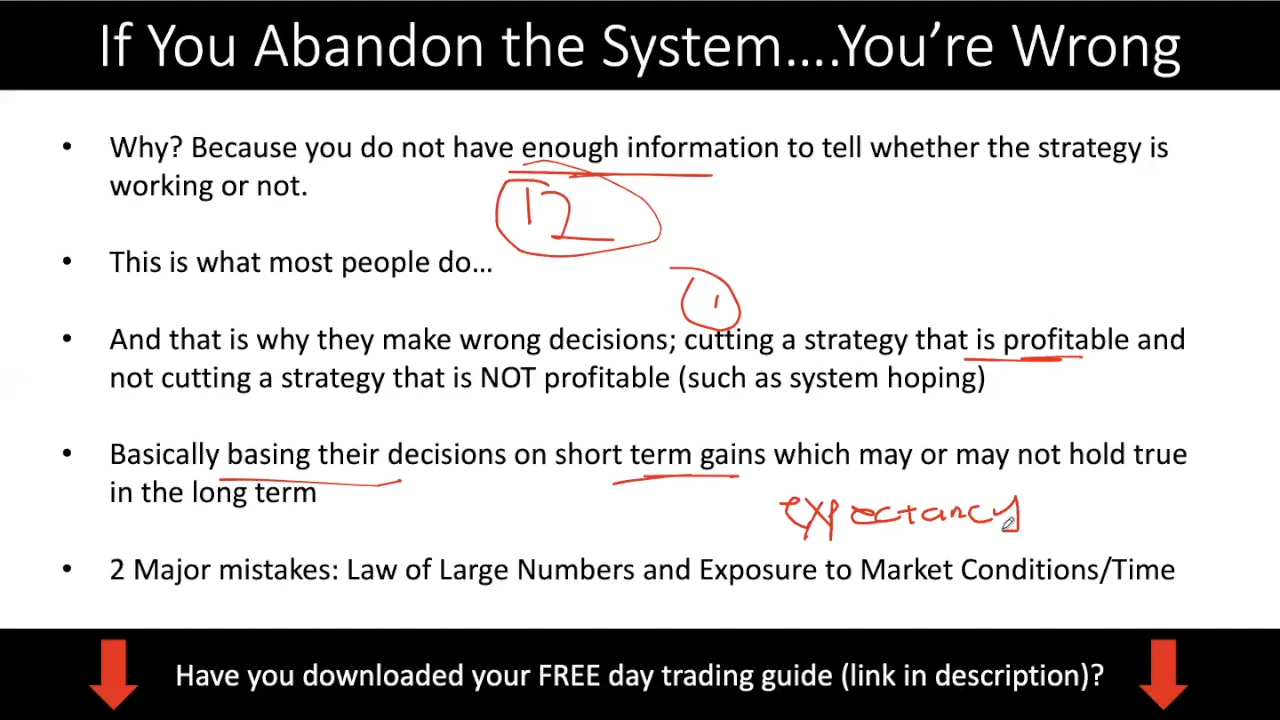 If You Abandon the System....You're Wrong
• Why? Because you do not have enough information to tell whether the strategy is
working or not.
12
• This is what most people do...
1
• And that is why they make wrong decisions; cutting a strategy that is profitable and
not cutting a strategy that is NOT profitable (such as system hoping)
• Basically basing their decisions on short term gains which may or may not hold true
in the long term
expectancy
• 2 Major mistakes: Law of Large Numbers and Exposure to Market Conditions/Time
Have you downloaded your FREE day trading guide (link in description)?